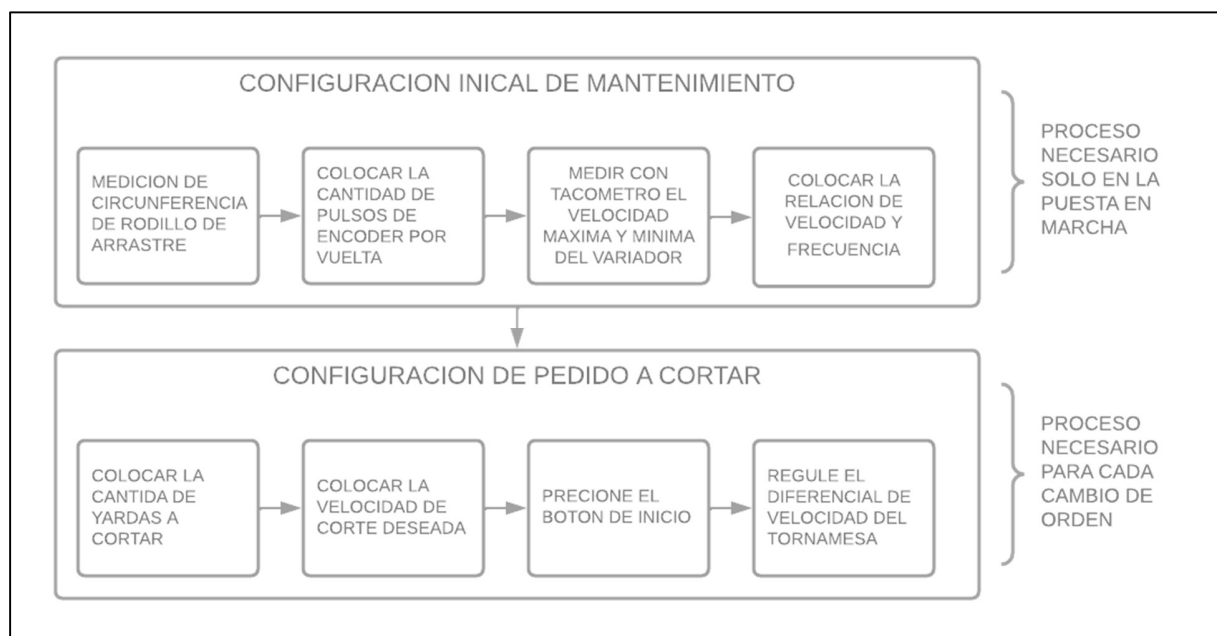 CONFIGURACION INICAL DE MANTENIMIENTO
MEDICION DE
CIRCUNFERENCIA
DE RODILLO DE
ARRASTRE
COLOCAR LA
CANTIDAD DE
PULSOS DE
ENCODER POR
VUELTA
MEDIR CON
TACOMETRO EL
VELOCIDAD
MAXIMA Y MINIMA
DEL VARIADOR
COLOCAR LA
RELACION DE
VELOCIDAD Y
FRECUENCIA
PROCESO
NECESARIO
SOLO EN LA
PUESTA EN
MARCHA
CONFIGURACION DE PEDIDO A CORTAR
COLOCAR LA
CANTIDA DE
YARDAS A
CORTAR
COLOCAR LA
VELOCIDAD DE
CORTE DESEADA
PRECIONE EL
BOTON DE INICIO
REGULE EL
DIFERENCIAL DE
VELOCIDAD DEL
TORNAMESA
PROCESO
NECESARIO
PARA CADA
CAMBIO DE
ORDEN